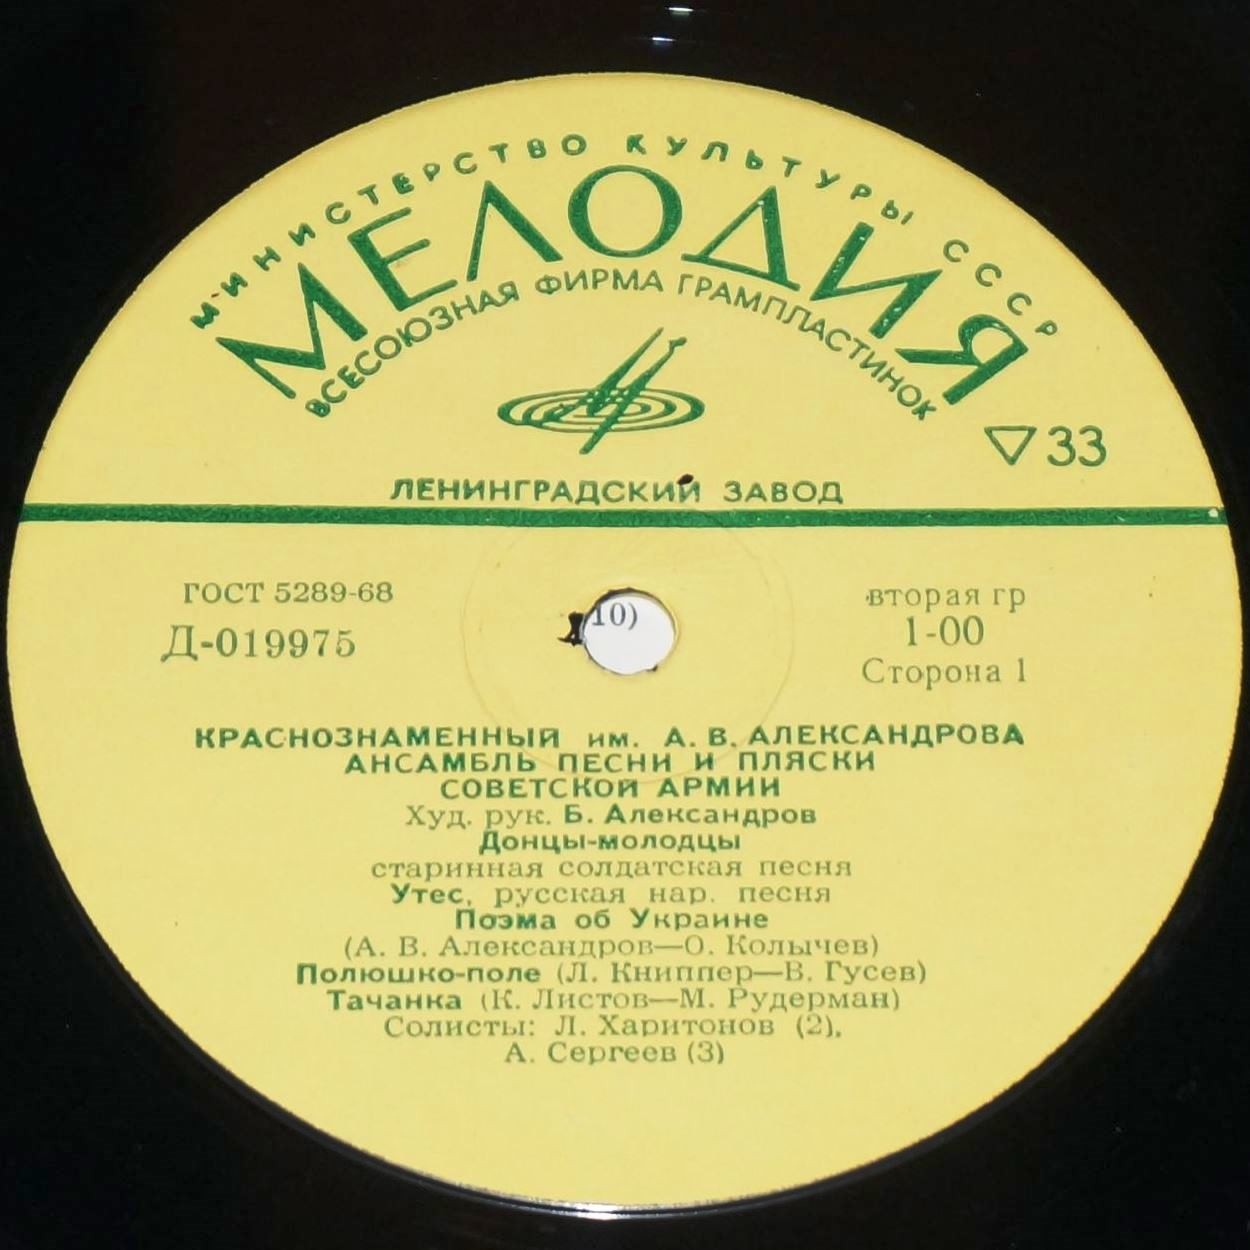 МИНИСТЕРСТВО КУЛЬТУРЫ СССР
МЕЛОДИЯ
ВСЕСОЮЗНАЯ ФИРМА ГРАМПЛАСТИНОК
33
ЛЕНИНГРАДСКИЙ ЗАВОД
ГОСТ 5289-68
Д-019975
10)
вторая гр
1-00
Сторона 1
КРАСНОЗНАМЕННЫЙ им. А. В. АЛЕКСАНДРОВА
АНСАМБЛЬ ПЕСНИ И ПЛЯСКИ
СОВЕТСКОЙ АРМИИ
Худ. рук. Б. Александров
Донцы-молодцы
старинная солдатская песня
Утес, русская нар. песня
Поэма об Украине
(А. В. Александров—О. Колычев)
Полюшко-поле (Л. Книппер—В. Гусев)
Тачанка (К. Листов—М. Рудерман)
Солисты: Л. Харитонов (2),
А. Сергеев (3)